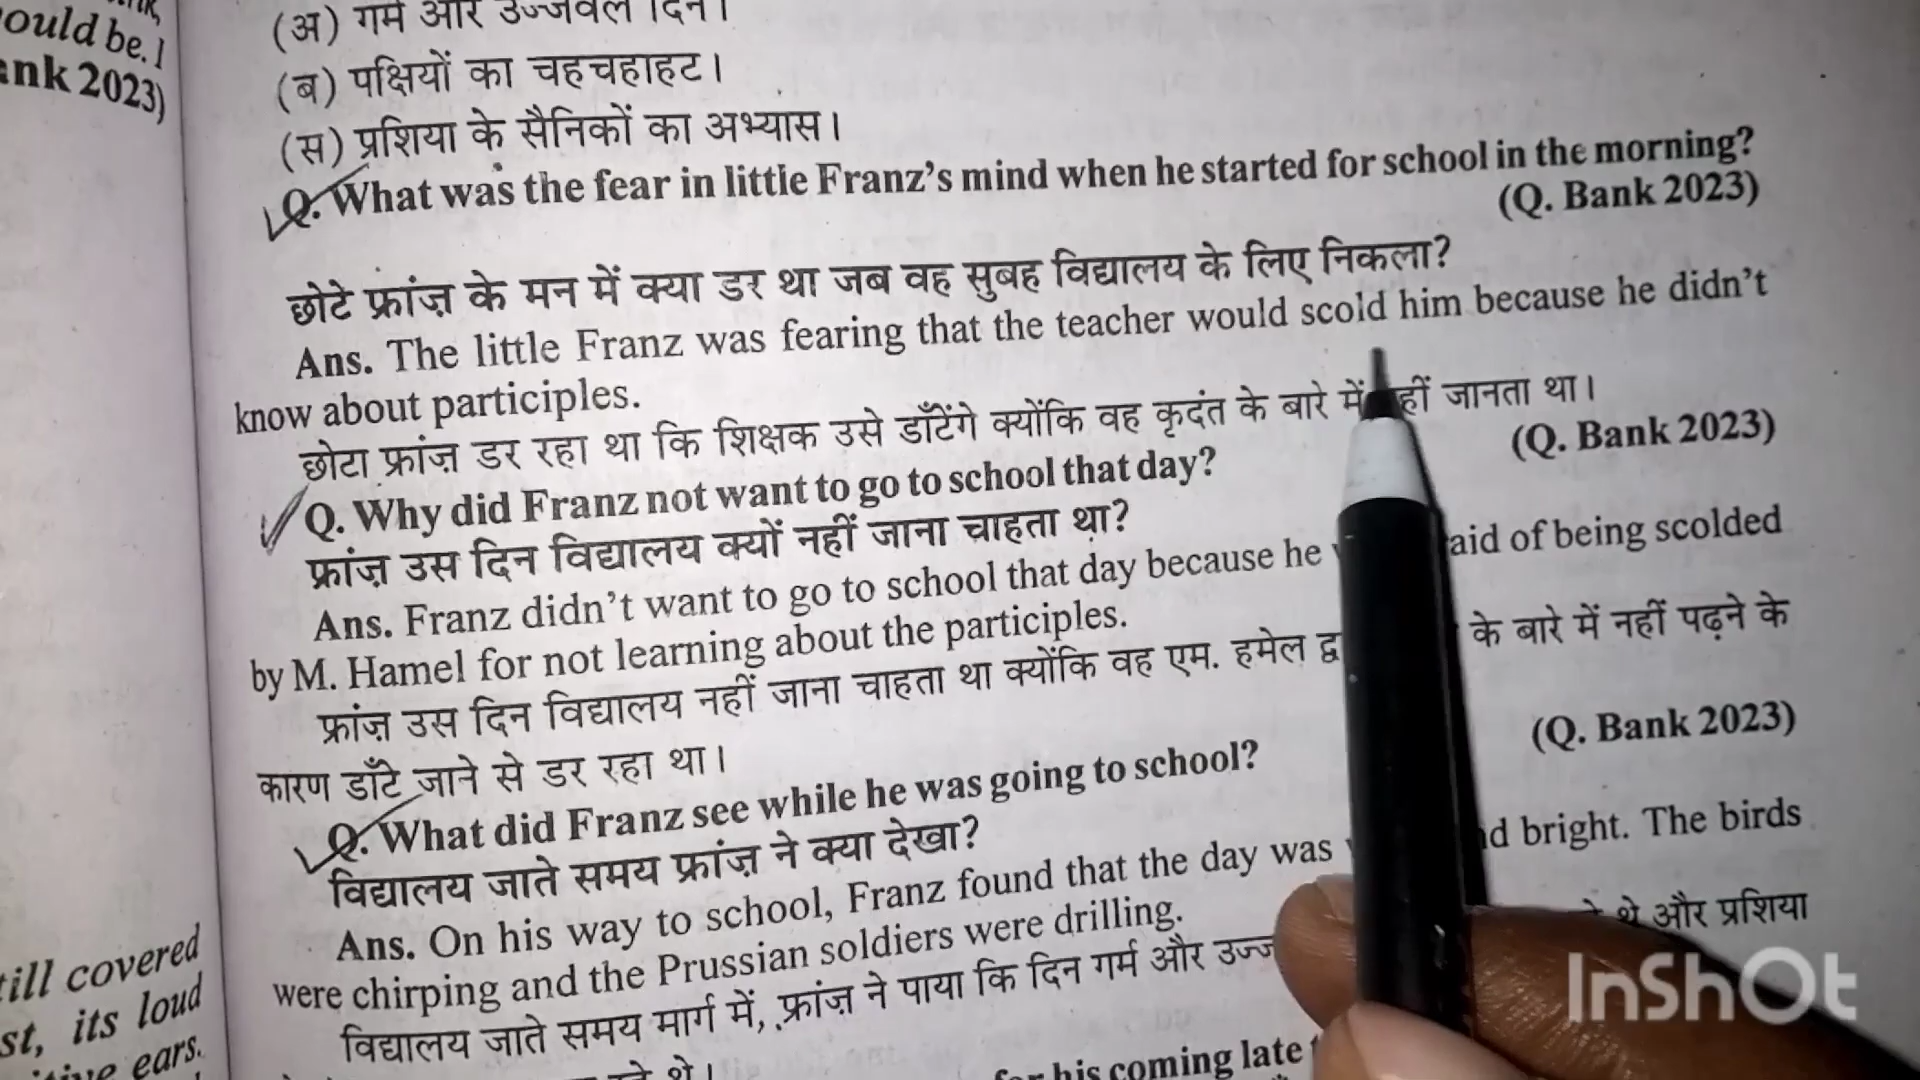 ould be. I
ank 2023)
(अ) गर्म और उज्जवल दिन।
(ब) पक्षियों का चहचहाहट।
(स) प्रशिया के सैनिकों का अभ्यास।
Q. What was the fear in little Franz's mind when he started for school in the morning?
(Q. Bank 2023)
छोटे फ्रांज़ के मन में क्या डर था जब वह सुबह विद्यालय के लिए निकला?
Ans. The little Franz was fearing that the teacher would scold him because he didn't
know about participles.
छोटा फ्रांज़ डर रहा था कि शिक्षक उसे डाँटेंगे क्योंकि वह कृदंत के बारे में हीं जानता था।
(Q. Bank 2023)
Q. Why did Franz not want to go to school that day?
फ्रांज़ उस दिन विद्यालय क्यों नहीं जाना चाहता था?
Ans. Franz didn't want to go to school that day because he aid of being scolded
by M. Hamel for not learning about the participles.
फ्रांज़ उस दिन विद्यालय नहीं जाना चाहता था क्योंकि वह एम. हमेल द्व के बारे में नहीं पढ़ने के
कारण डाँटे जाने से डर रहा था।
(Q. Bank 2023)
Q. What did Franz see while he was going to school?
विद्यालय जाते समय फ्रांज़ ने क्या देखा?
Ans. On his way to school, Franz found that the day was d bright. The birds
were chirping and the Prussian soldiers were drilling.
विद्यालय जाते समय मार्ग में, फ्रांज़ ने पाया कि दिन गर्म और उज्ज थे और प्रशिया
थे।
for his coming late
till covered
st, its loud
ears.
InShOt